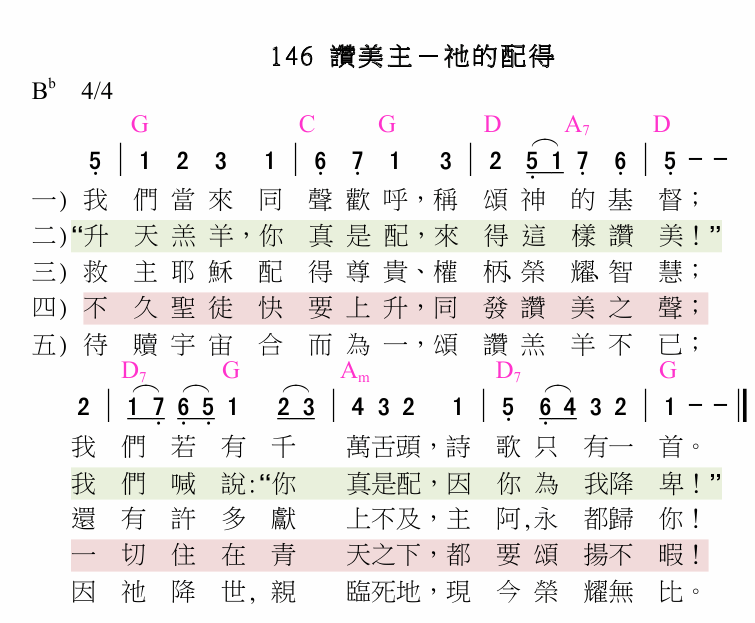 146 讚美主－祂的配得
Bb 4/4
G C G D A7 D
5 | 1 2 3 1 | 6 7 1 3 | 2 5 1 7 6 | 5 - -
一) 我們當來同聲歡呼，稱頌神的基督；
二)“升天羔羊，你真是配，來得這樣讚美！”
三) 救主耶穌配得尊貴、權柄、榮耀、智慧；
四) 不久聖徒快要上升，同發讚美之聲；
五) 待贖宇宙合而為一，頌讚羔羊不已；
D7 G Am D7 G
2 | 1 7 6 5 1 2 3 | 4 3 2 1 | 5 6 4 3 2 | 1 - - ‖
我們若有千萬舌頭，詩歌只有一首。
我們喊說：“你真是配，因你為我降卑！”
還有許多獻上不及，主阿，永都歸你！
一切住在青天之下，都要頌揚不暇！
因祂降世，親臨死地，現今榮耀無比。